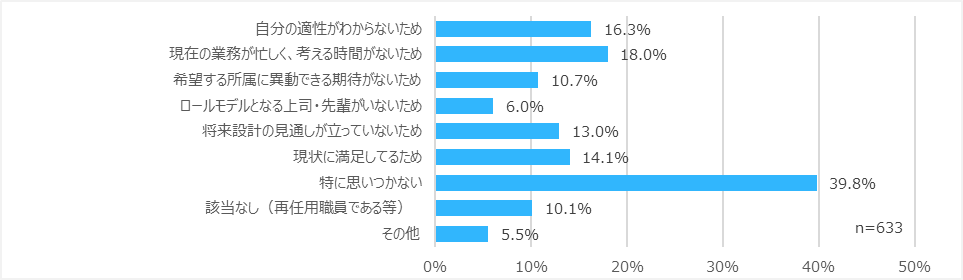 自分の適性がわからないため 16.3%
現在の業務が忙しく、考える時間がないため 18.0%
希望する所属に異動できる期待がないため 10.7%
ロールモデルとなる上司・先輩がいないため 6.0%
将来設計の見通しが立っていないため 13.0%
現状に満足してるため 14.1%
特に思いつかない 39.8%
該当なし（再任用職員である等） 10.1%
n=633
その他 5.5%
0% 10% 20% 30% 40% 50%